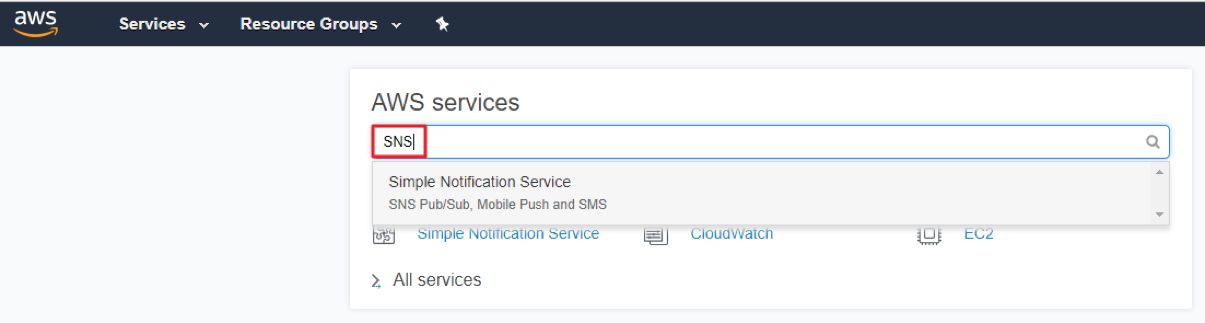 aws Services Resource Groups
AWS services
SNS
Simple Notification Service
SNS Pub/Sub, Mobile Push and SMS
Simple Notification Service CloudWatch EC2
All services